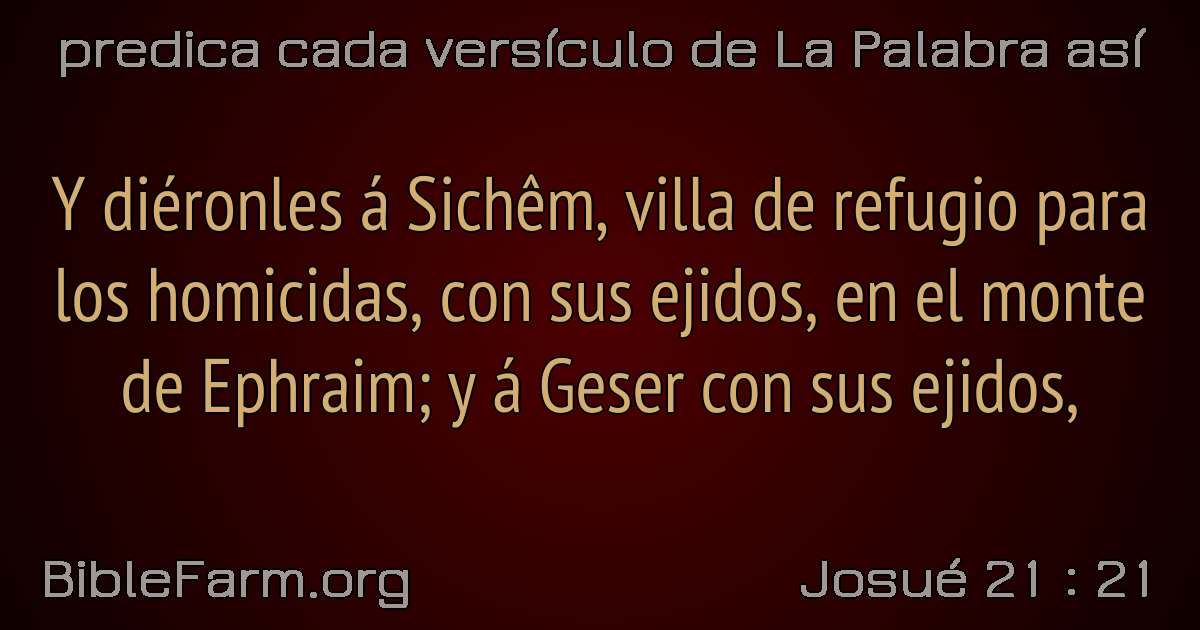 predica cada versículo de La Palabra así
Y diéronles á Sichêm, villa de refugio para
los homicidas, con sus ejidos, en el monte
de Ephraim; y á Geser con sus ejidos,
BibleFarm.org
Josué 21 : 21